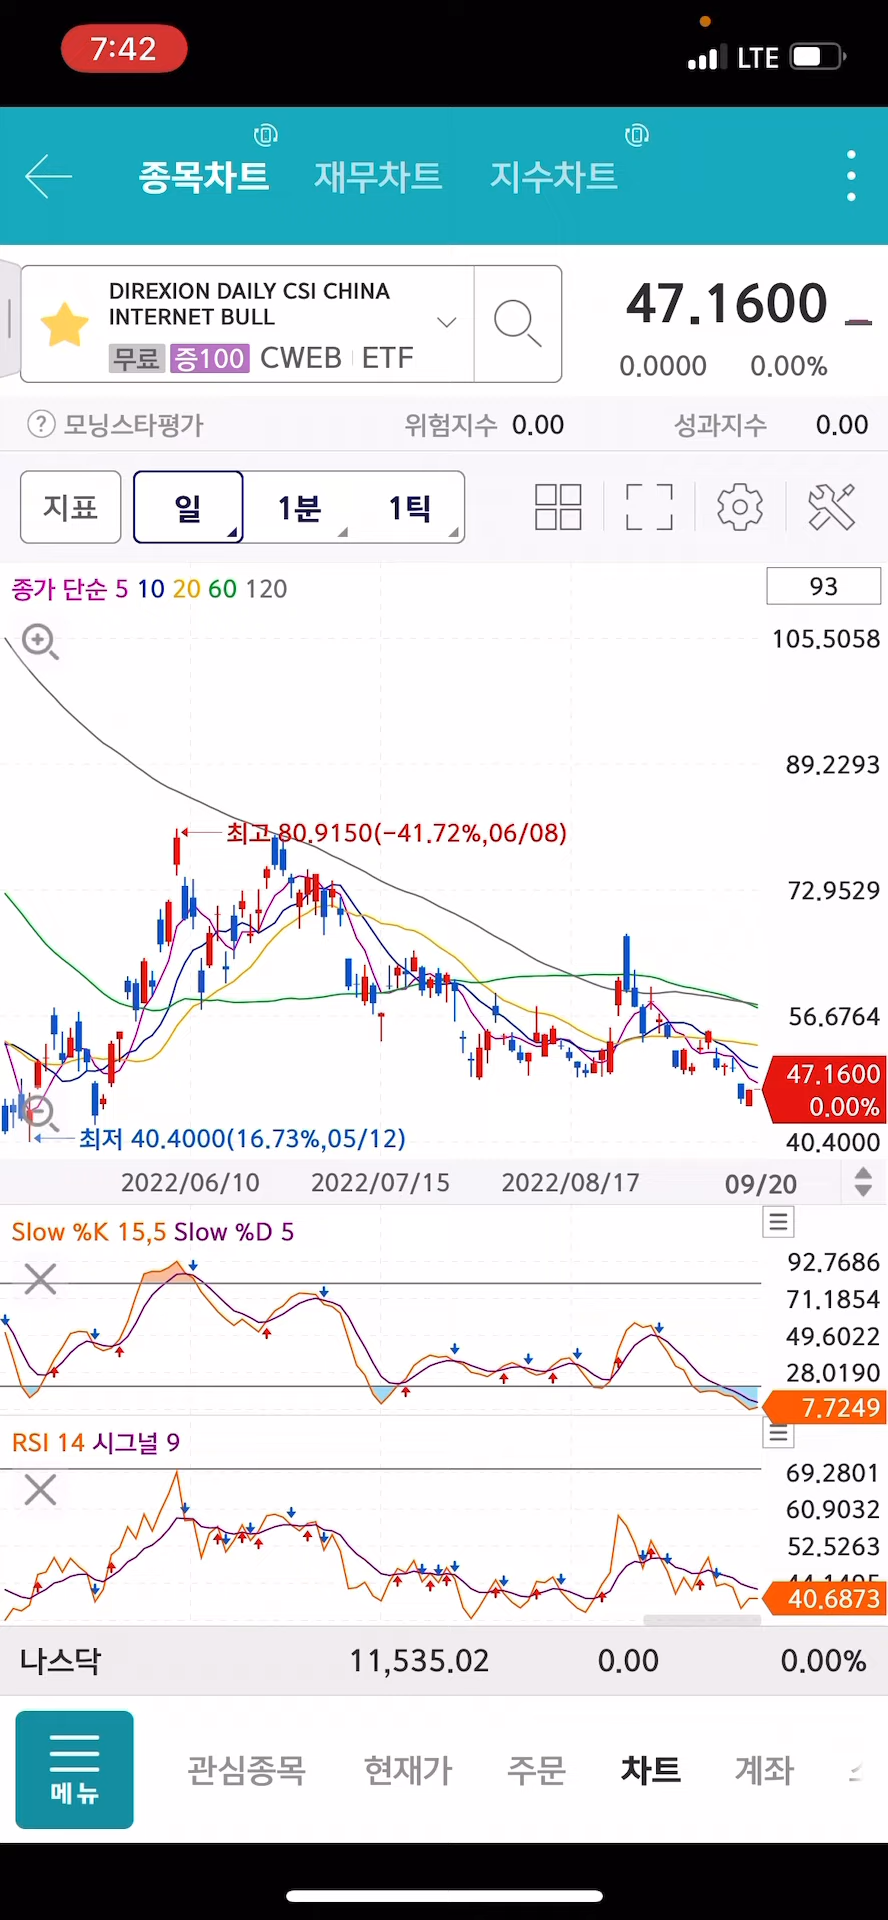 7:42
LTE
종목차트 재무차트 지수차트
DIREXION DAILY CSI CHINA
INTERNET BULL
무료 증100 CWEB ETF
47.1600
0.0000 0.00%
? 모닝스타평가 위험지수 0.00 성과지수 0.00
지표 일 1분 1틱
종가 단순 5 10 20 60 120
93
105.5058
89.2293
최고 80.9150(-41.72%,06/08)
72.9529
56.6764
47.1600
0.00%
최저 40.4000(16.73%,05/12)
40.4000
2022/06/10 2022/07/15 2022/08/17 09/20
Slow %K 15,5 Slow %D 5
92.7686
71.1854
49.6022
28.0190
7.7249
RSI 14 시그널 9
69.2801
60.9032
52.5263
40.6873
나스닥 11,535.02 0.00 0.00%
메뉴
관심종목 현재가 주문 차트 계좌